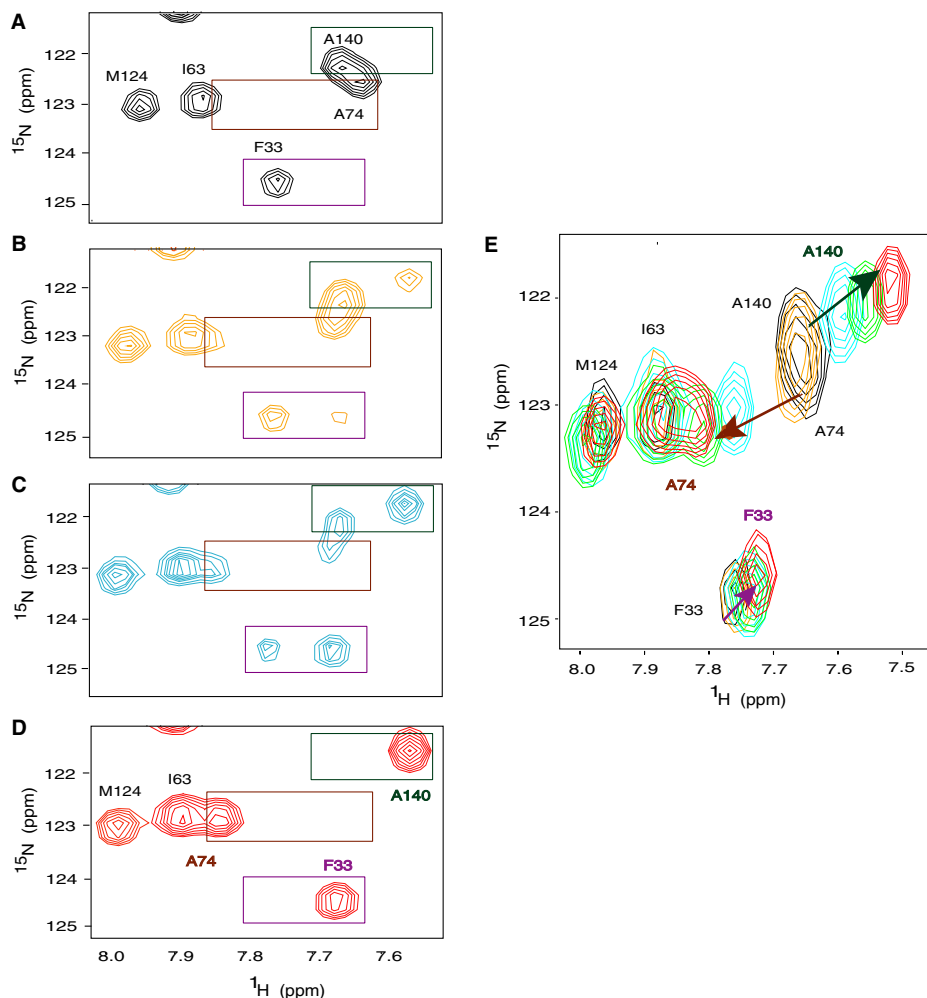 A
122
123
124
125
15N (ppm)
M124
I63
A140
A74
F33
B
122
123
124
125
15N (ppm)
C
122
123
124
125
15N (ppm)
D
122
123
124
125
15N (ppm)
M124
I63
A74
A140
F33
8.0 7.9 7.8 7.7 7.6
1H (ppm)
E
122
123
124
125
15N (ppm)
A140
A140
I63
M124
A74
A74
F33
F33
8.0 7.9 7.8 7.7 7.6 7.5
1H (ppm)